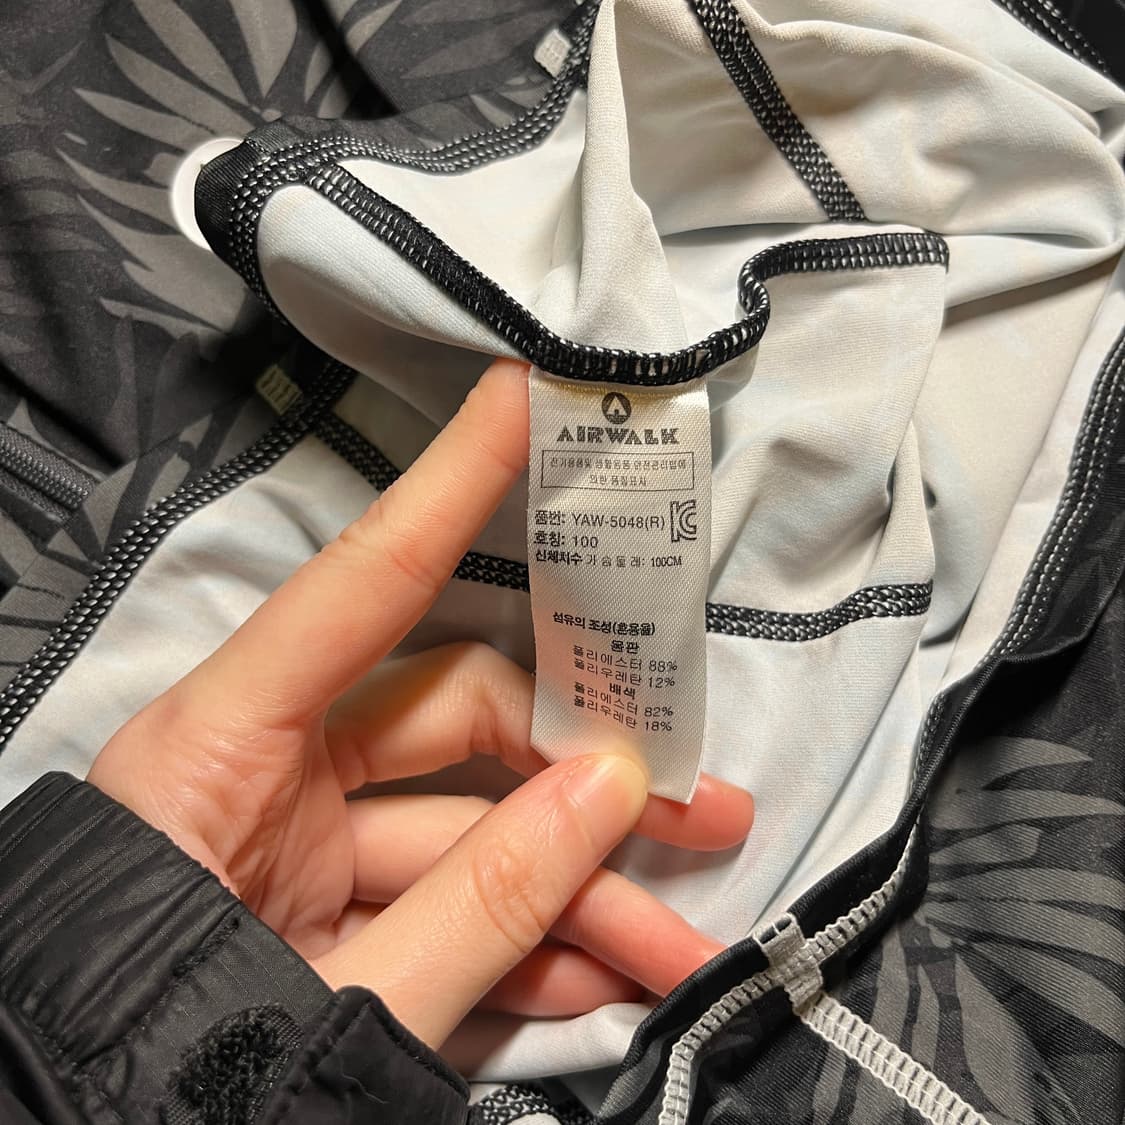 AIRWALK
전기용품및 생활용품 안전관리법에
의한 품질표시
품번: YAW-5048(R)
호칭: 100
신체치수 가슴둘레: 100CM
섬유의 조성(혼용율)
몸판
폴리에스터 88%
폴리우레탄 12%
배색
폴리에스터 82%
폴리우레탄 18%